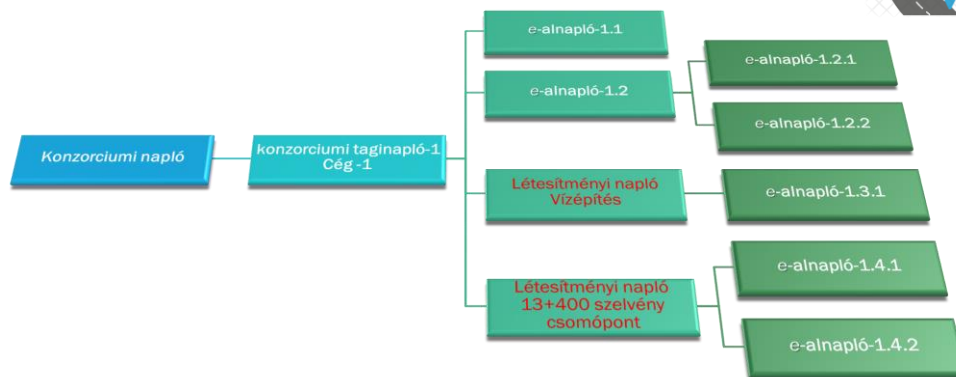 Konzorciumi napló
konzorciumi taginapló-1
Cég -1
e-alnapló-1.1
e-alnapló-1.2
e-alnapló-1.2.1
e-alnapló-1.2.2
Létesítményi napló
Vízépítés
e-alnapló-1.3.1
Létesítményi napló
13+400 szelvény
csomópont
e-alnapló-1.4.1
e-alnapló-1.4.2